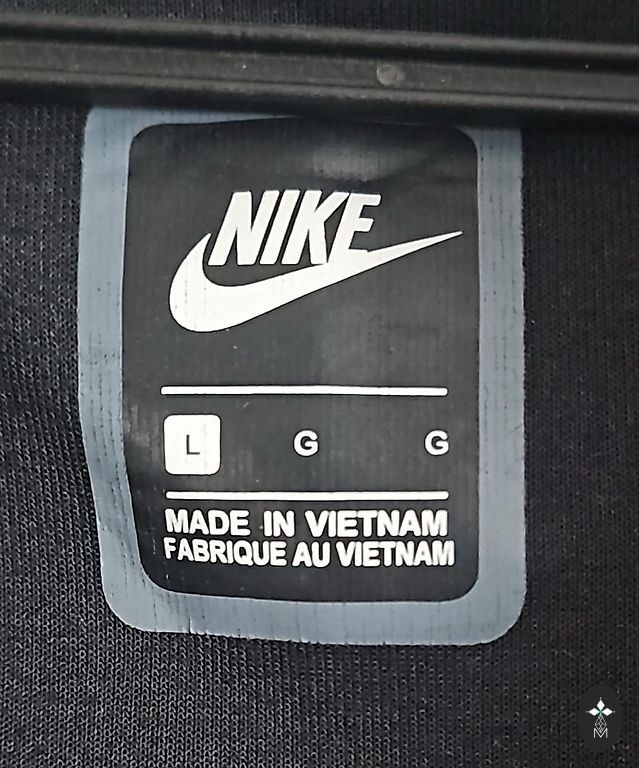 NIKE
L G G
MADE IN VIETNAM
FABRIQUE AU VIETNAM
M